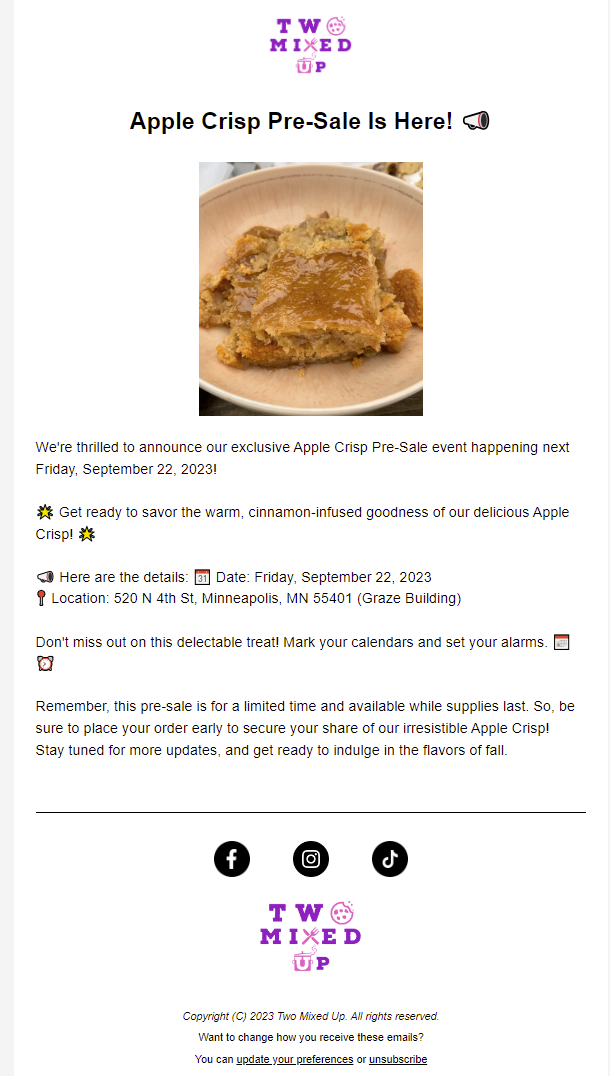 TWO
MIXED
UP
Apple Crisp Pre-Sale Is Here! 📣
We're thrilled to announce our exclusive Apple Crisp Pre-Sale event happening next
Friday, September 22, 2023!
🌟 Get ready to savor the warm, cinnamon-infused goodness of our delicious Apple
Crisp! 🌟
📣 Here are the details: 📅 Date: Friday, September 22, 2023
📍 Location: 520 N 4th St, Minneapolis, MN 55401 (Graze Building)
Don't miss out on this delectable treat! Mark your calendars and set your alarms. 📆
⏰
Remember, this pre-sale is for a limited time and available while supplies last. So, be
sure to place your order early to secure your share of our irresistible Apple Crisp!
Stay tuned for more updates, and get ready to indulge in the flavors of fall.
TWO
MIXED
UP
Copyright (C) 2023 Two Mixed Up. All rights reserved.
Want to change how you receive these emails?
You can update your preferences or unsubscribe